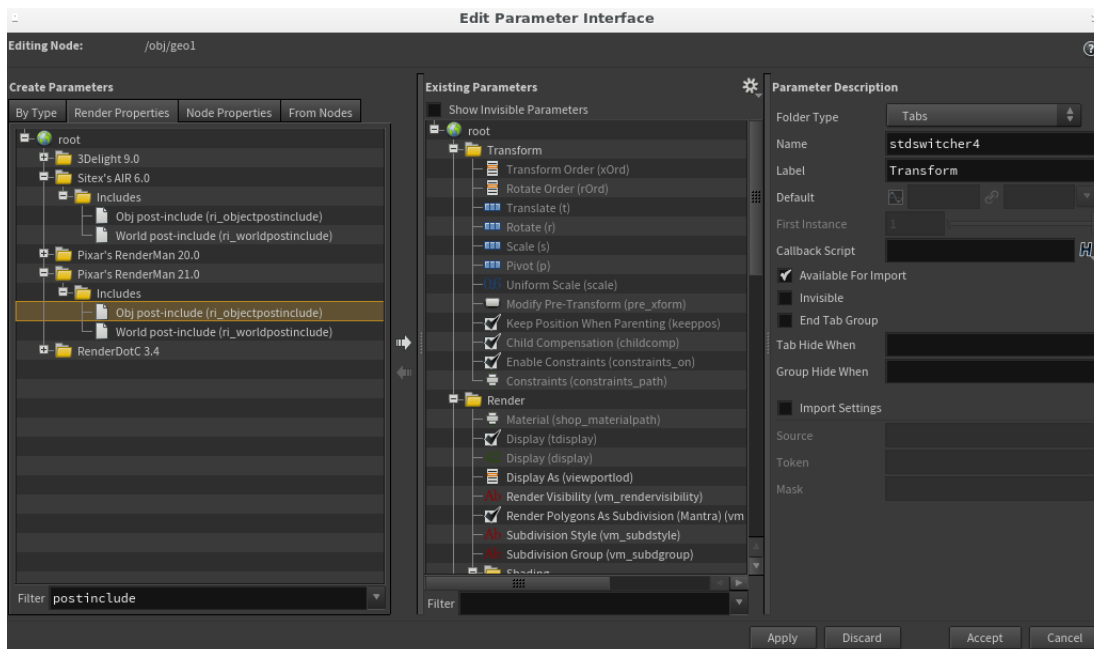 Edit Parameter Interface
Editing Node: /obj/geo1
Create Parameters
By Type Render Properties Node Properties From Nodes
root
3Delight 9.0
Sitex's AIR 6.0
Includes
Obj post-include (ri_objectpostinclude)
World post-include (ri_worldpostinclude)
Pixar's RenderMan 20.0
Pixar's RenderMan 21.0
Includes
Obj post-include (ri_objectpostinclude)
World post-include (ri_worldpostinclude)
RenderDotC 3.4
Filter postinclude
Existing Parameters
Show Invisible Parameters
root
Transform
Transform Order (xOrd)
Rotate Order (rOrd)
Translate (t)
Rotate (r)
Scale (s)
Pivot (p)
Uniform Scale (scale)
Modify Pre-Transform (pre_xform)
Keep Position When Parenting (keeppos)
Child Compensation (childcomp)
Enable Constraints (constraints_on)
Constraints (constraints_path)
Render
Material (shop_materialpath)
Display (tdisplay)
Display (display)
Display As (viewportlod)
Render Visibility (vm_rendervisibility)
Render Polygons As Subdivision (Mantra) (vm
Subdivision Style (vm_subdstyle)
Subdivision Group (vm_subdgroup)
Shading
Filter
Parameter Description
Folder Type Tabs
Name stdswitcher4
Label Transform
Default
First Instance 1
Callback Script
Available For Import
Invisible
End Tab Group
Tab Hide When
Group Hide When
Import Settings
Source
Token
Mask
Apply Discard Accept Cancel